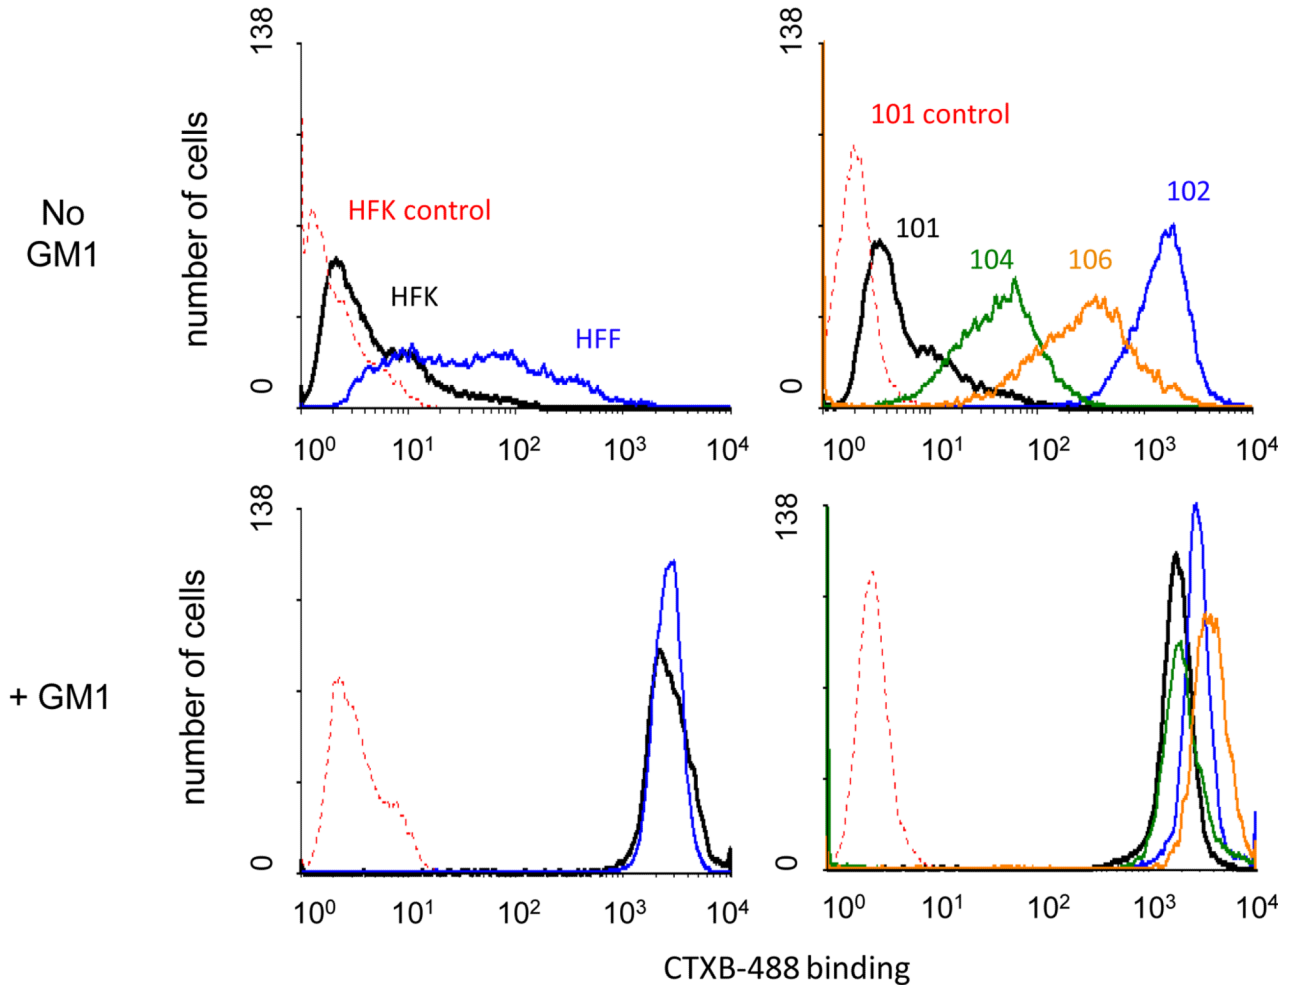 138
number of cells
0
HFK control
HFK
HFF
10⁰ 10¹ 10² 10³ 10⁴
138
0
101 control
101
104
106
102
10⁰ 10¹ 10² 10³ 10⁴
No
GM1
138
number of cells
0
10⁰ 10¹ 10² 10³ 10⁴
138
0
10⁰ 10¹ 10² 10³ 10⁴
+ GM1
CTXB-488 binding